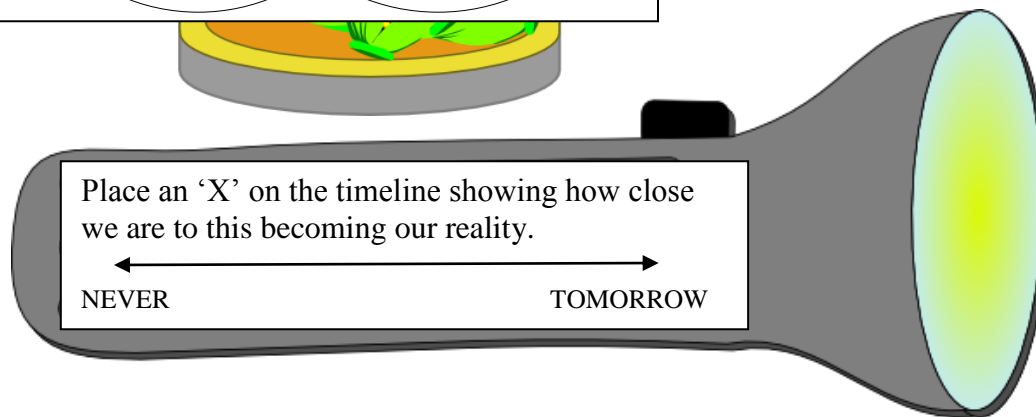 Place an ‘X’ on the timeline showing how close
we are to this becoming our reality.
NEVER TOMORROW